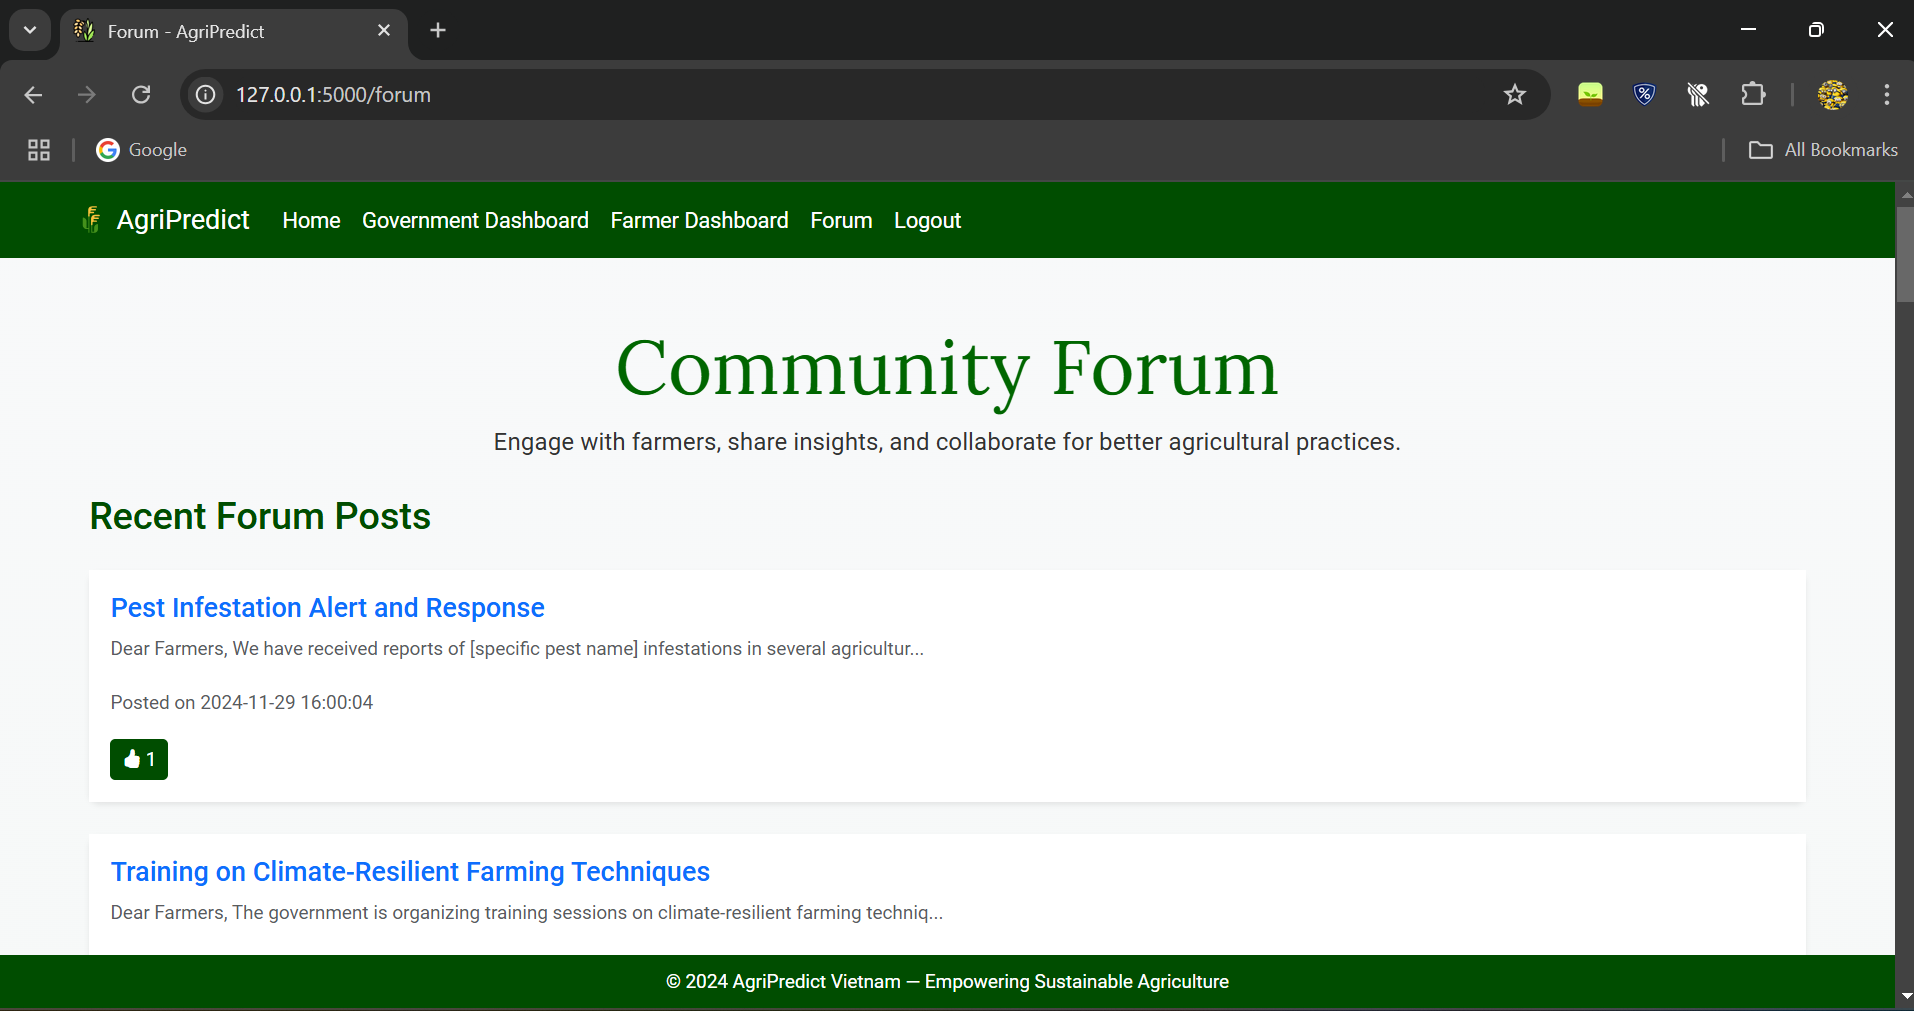 Forum - AgriPredict
127.0.0.1:5000/forum
Google
All Bookmarks
AgriPredict Home Government Dashboard Farmer Dashboard Forum Logout
Community Forum
Engage with farmers, share insights, and collaborate for better agricultural practices.
Recent Forum Posts
Pest Infestation Alert and Response
Dear Farmers, We have received reports of [specific pest name] infestations in several agricultur...
Posted on 2024-11-29 16:00:04
1
Training on Climate-Resilient Farming Techniques
Dear Farmers, The government is organizing training sessions on climate-resilient farming techniq...
© 2024 AgriPredict Vietnam — Empowering Sustainable Agriculture